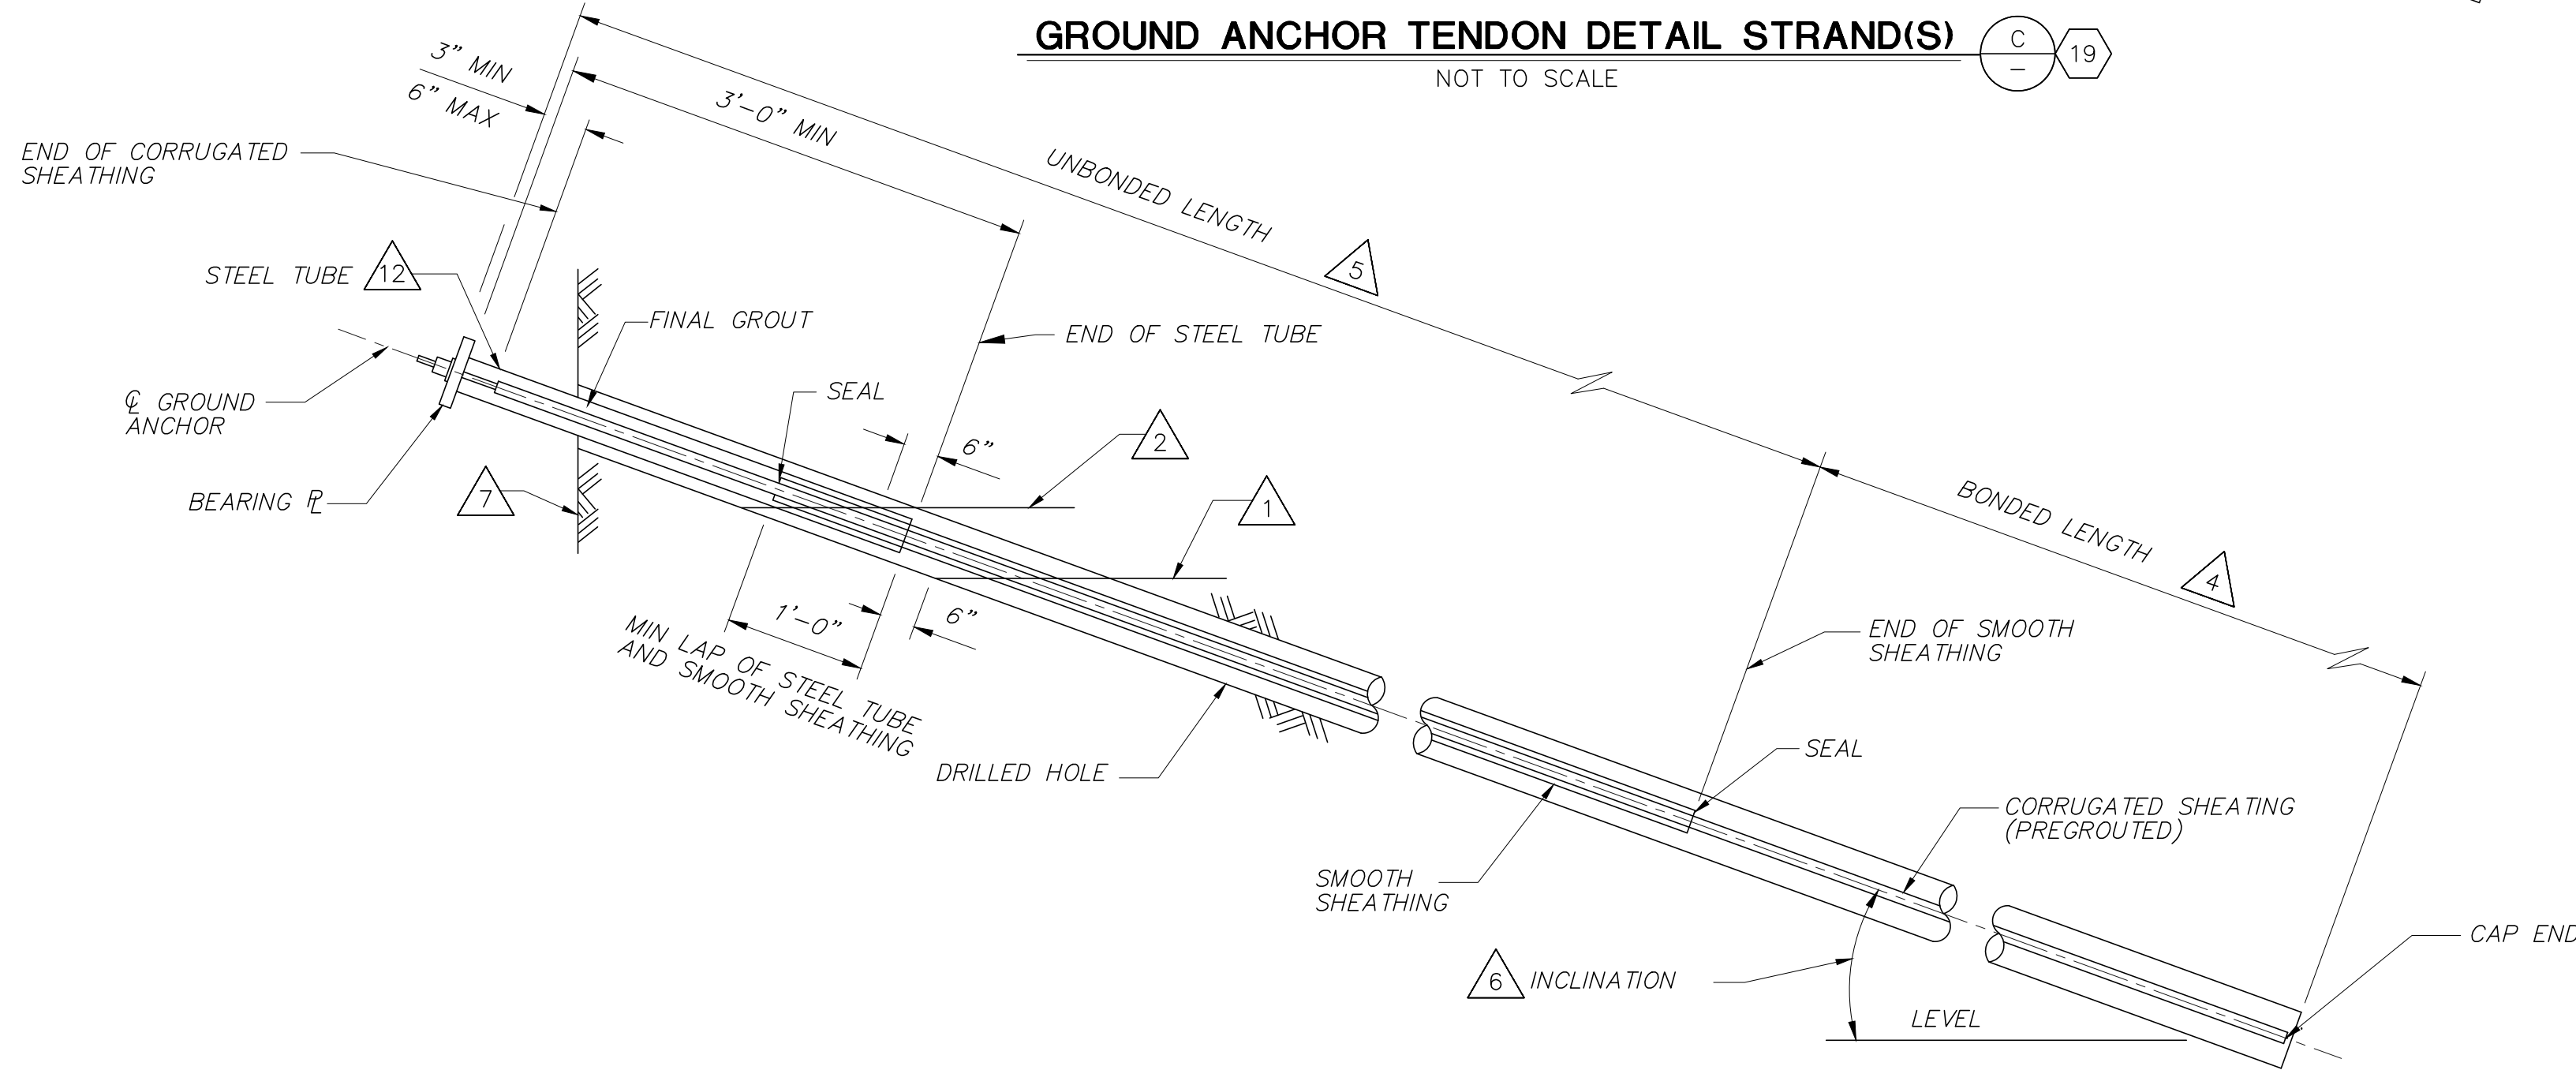 GROUND ANCHOR TENDON DETAIL STRAND(S)
C
–
19
NOT TO SCALE
3" MIN
6" MAX
3'–0" MIN
UNBONDED LENGTH
5
END OF CORRUGATED
SHEATHING
STEEL TUBE
12
FINAL GROUT
END OF STEEL TUBE
SEAL
℄ GROUND
ANCHOR
BEARING ⅊
7
6"
2
1
BONDED LENGTH
4
1'–0"
6"
MIN LAP OF STEEL TUBE
AND SMOOTH SHEATHING
END OF SMOOTH
SHEATHING
DRILLED HOLE
SEAL
CORRUGATED SHEATING
(PREGROUTED)
SMOOTH
SHEATHING
6
INCLINATION
LEVEL
CAP END